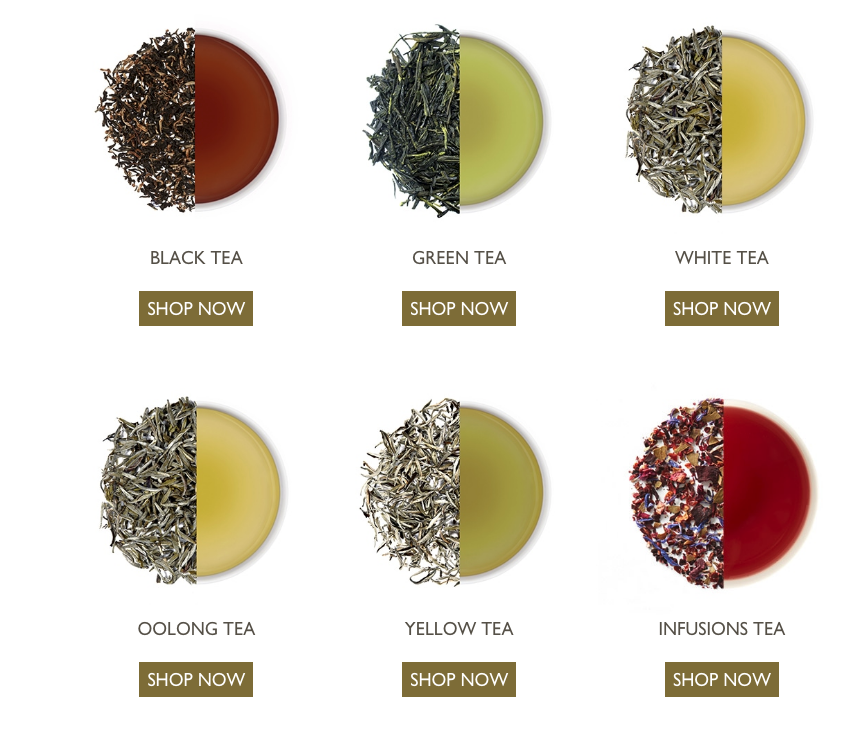 BLACK TEA
GREEN TEA
WHITE TEA
SHOP NOW
SHOP NOW
SHOP NOW
OOLONG TEA
YELLOW TEA
INFUSIONS TEA
SHOP NOW
SHOP NOW
SHOP NOW